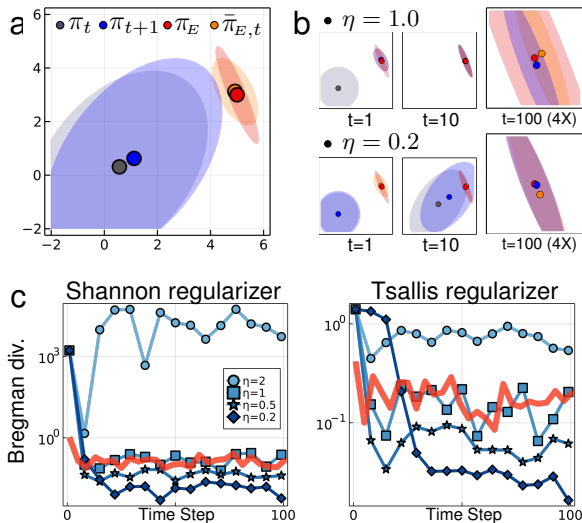 a
π_t π_{t+1} π_E π̄_{E,t}
6
4
2
0
−2
−2 0 2 4 6
b
• η = 1.0
t=1 t=10 t=100 (4X)
• η = 0.2
t=1 t=10 t=100 (4X)
c
Shannon regularizer Tsallis regularizer
Bregman div.
10^3
10^0
η=2
η=1
η=0.5
η=0.2
0 Time Step 100
10^0
10^{-1}
0 Time Step 100